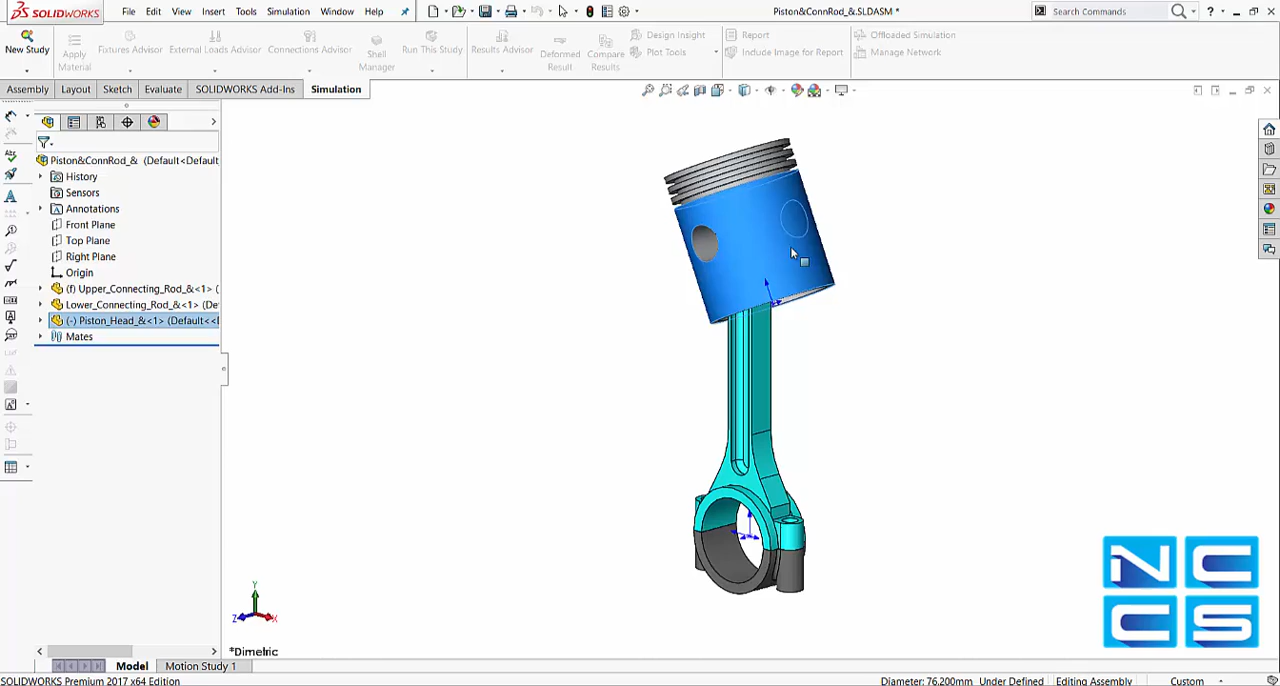 SOLIDWORKS File Edit View Insert Tools Simulation Window Help Piston&ConnRod_&.SLDASM * Search Commands ?
New Study Apply Material Fixtures Advisor External Loads Advisor Connections Advisor Shell Manager Run This Study Results Advisor Deformed Result Compare Results Design Insight Plot Tools Report Include Image for Report Offloaded Simulation Manage Network
Assembly Layout Sketch Evaluate SOLIDWORKS Add-Ins Simulation
Piston&ConnRod_& (Default<Default
History
Sensors
Annotations
Front Plane
Top Plane
Right Plane
Origin
(f) Upper_Connecting_Rod_&<1> (
Lower_Connecting_Rod_&<1> (De
(-) Piston_Head_&<1> (Default<<
Mates
NC
CS
Y
Z X
*Dimetric
Model Motion Study 1
SOLIDWORKS Premium 2017 x64 Edition Diameter: 76.200mm Under Defined Editing Assembly Custom